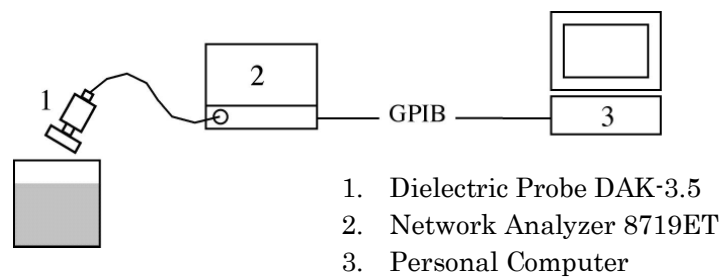 1
2
GPIB
3
1. Dielectric Probe DAK-3.5
2. Network Analyzer 8719ET
3. Personal Computer